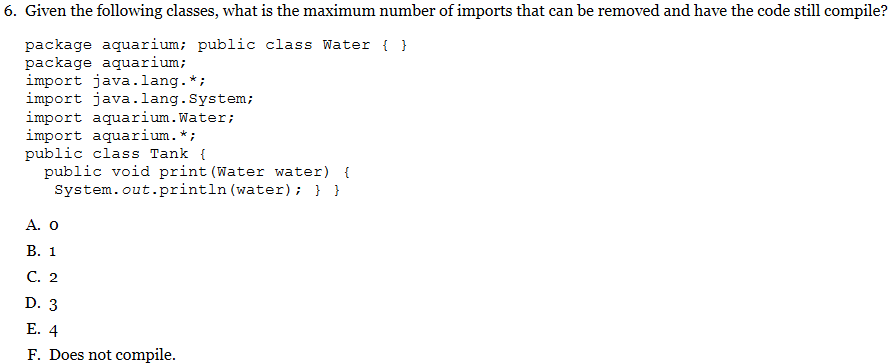 6. Given the following classes, what is the maximum number of imports that can be removed and have the code still compile?
package aquarium; public class Water { }
package aquarium;
import java.lang.*;
import java.lang.System;
import aquarium.Water;
import aquarium.*;
public class Tank {
public void print(Water water) {
System.out.println(water); } }
A. 0
B. 1
C. 2
D. 3
E. 4
F. Does not compile.